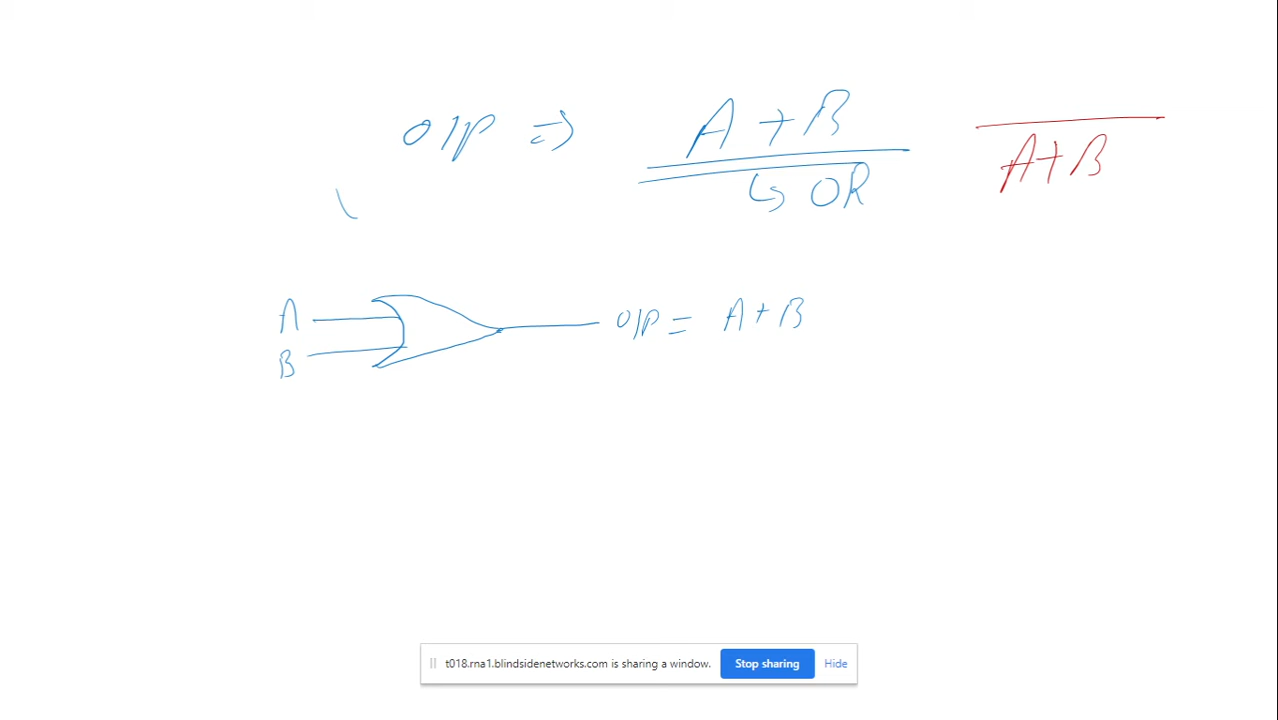 O/P ⇒ A + B
↳ OR
A̅+̅B̅
A
B
O/P = A + B
t018.rna1.blindsidenetworks.com is sharing a window. Stop sharing Hide